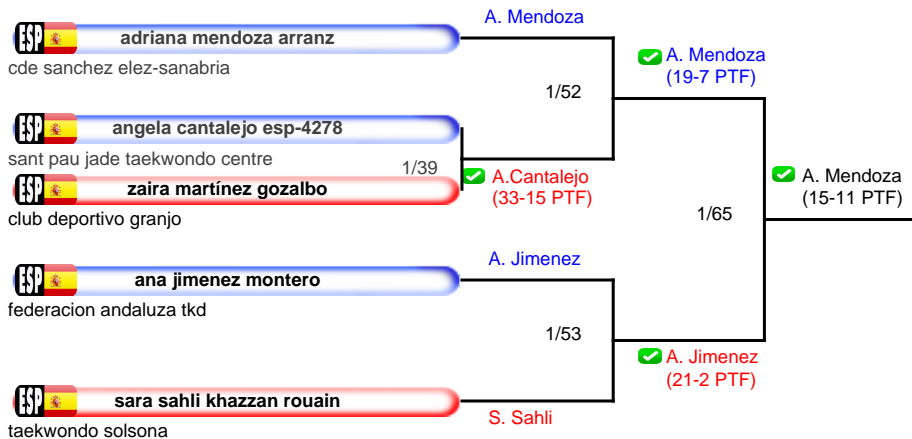 A. Mendoza
ESP adriana mendoza arranz
cde sanchez elez-sanabria
A. Mendoza
(19-7 PTF)
1/52
ESP angela cantalejo esp-4278
sant pau jade taekwondo centre
1/39
A.Cantalejo
(33-15 PTF)
ESP zaira martínez gozalbo
club deportivo granjo
A. Mendoza
(15-11 PTF)
1/65
A. Jimenez
ESP ana jimenez montero
federacion andaluza tkd
1/53
A. Jimenez
(21-2 PTF)
ESP sara sahli khazzan rouain
S. Sahli
taekwondo solsona